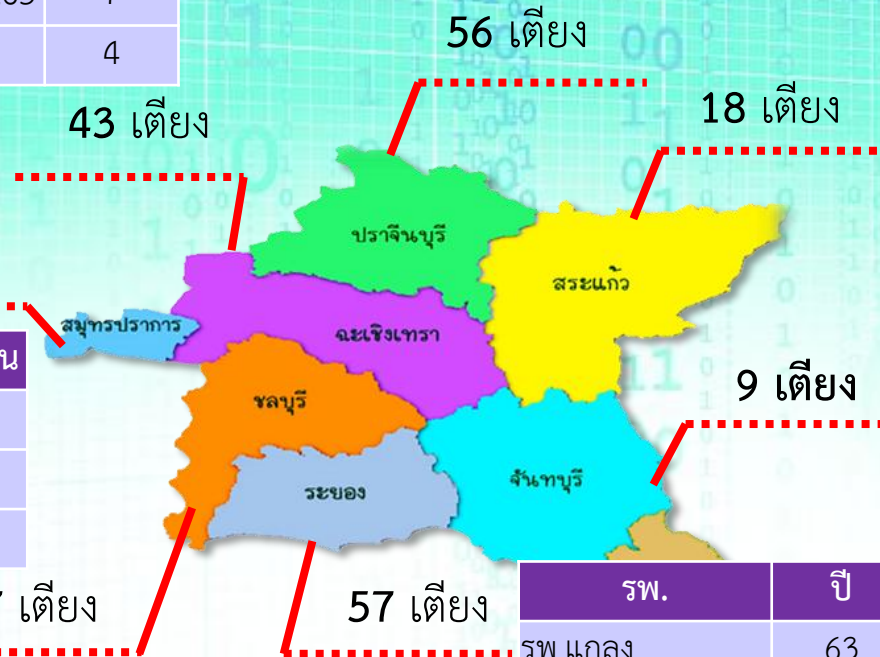 4
56 เตียง
43 เตียง
18 เตียง
ปราจีนบุรี
สระแก้ว
สมุทรปราการ
ฉะเชิงเทรา
9 เตียง
ชลบุรี
จันทบุรี
ระยอง
เตียง
57 เตียง
รพ. ปี
รพ.แกลง 63